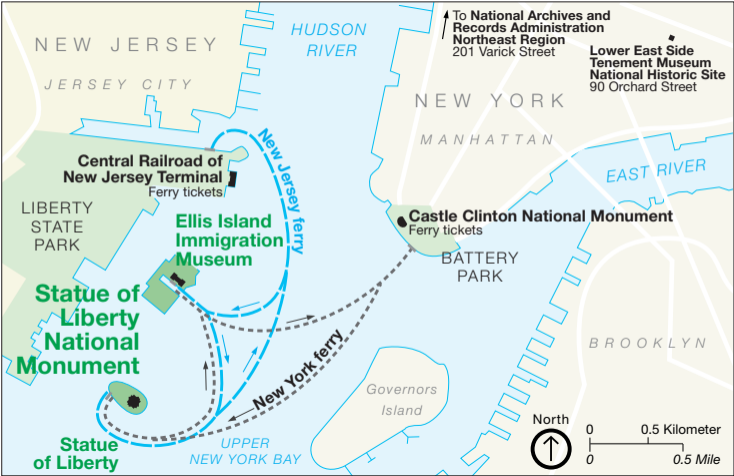 NEW JERSEY
JERSEY CITY
HUDSON
RIVER
To National Archives and
Records Administration
Northeast Region
201 Varick Street
Lower East Side
Tenement Museum
National Historic Site
90 Orchard Street
NEW YORK
MANHATTAN
EAST RIVER
Central Railroad of
New Jersey Terminal
Ferry tickets
New Jersey ferry
LIBERTY
STATE
PARK
Ellis Island
Immigration
Museum
Castle Clinton National Monument
Ferry tickets
BATTERY
PARK
Statue of
Liberty
National
Monument
New York ferry
BROOKLYN
Governors
Island
Statue
of Liberty
UPPER
NEW YORK BAY
North
0 0.5 Kilometer
0 0.5 Mile